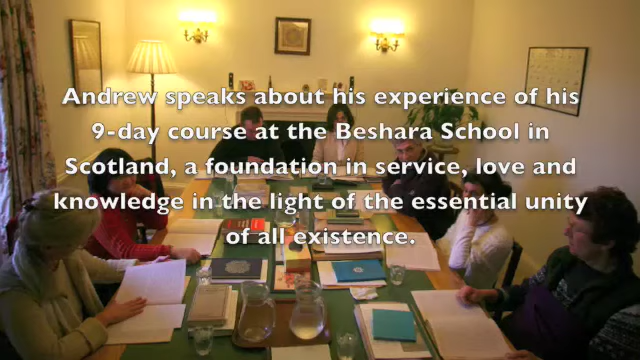 Andrew speaks about his experience of his
9-day course at the Beshara School in
Scotland, a foundation in service, love and
knowledge in the light of the essential unity
of all existence.